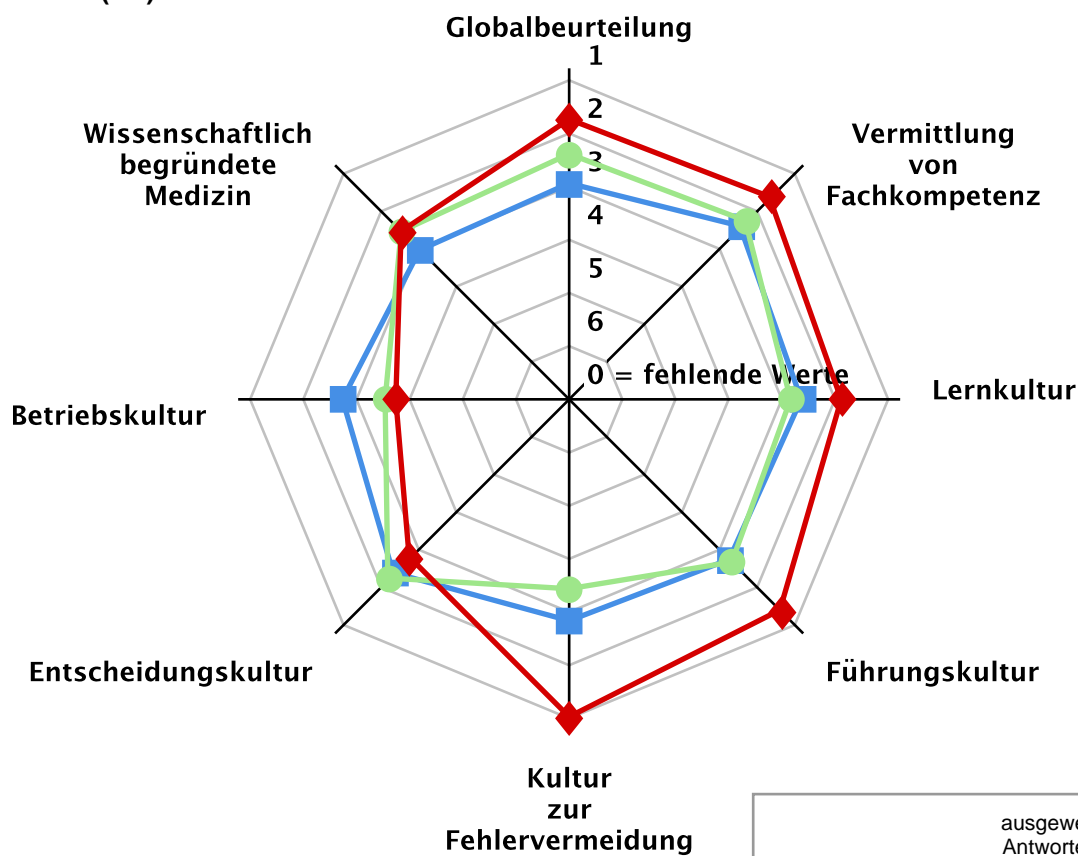 Globalbeurteilung
1
2
3
4
5
6
0 = fehlende Werte
Vermittlung
von
Fachkompetenz
Lernkultur
Führungskultur
Kultur
zur
Fehlervermeidung
Entscheidungskultur
Betriebskultur
Wissenschaftlich
begründete
Medizin